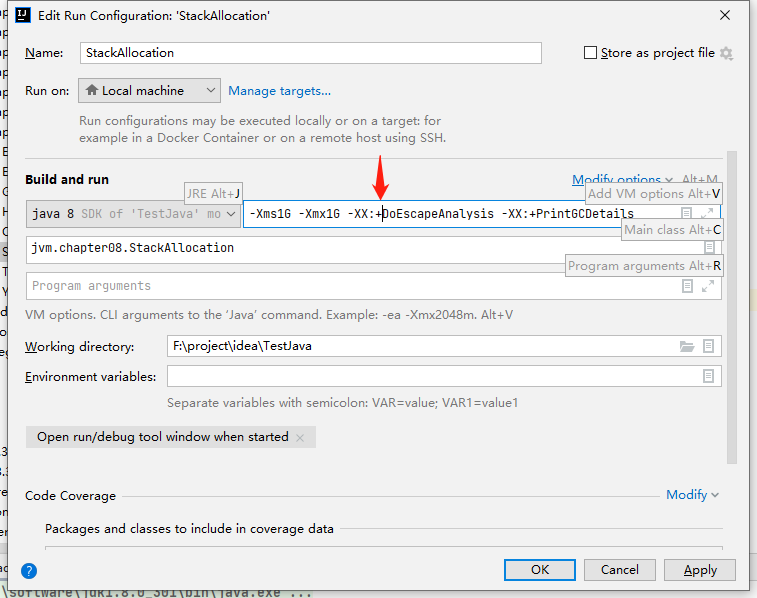 Edit Run Configuration: 'StackAllocation'
Name: StackAllocation Store as project file
Run on: Local machine Manage targets...
Run configurations may be executed locally or on a target: for
example in a Docker Container or on a remote host using SSH.
Build and run Modify options Alt+M
JRE Alt+J Add VM options Alt+V
java 8 SDK of 'TestJava' mo -Xms1G -Xmx1G -XX:+DoEscapeAnalysis -XX:+PrintGCDetails
Main class Alt+C
jvm.chapter08.StackAllocation
Program arguments Alt+R
Program arguments
VM options. CLI arguments to the 'Java' command. Example: -ea -Xmx2048m. Alt+V
Working directory: F:\project\idea\TestJava
Environment variables:
Separate variables with semicolon: VAR=value; VAR1=value1
Open run/debug tool window when started
Code Coverage Modify
Packages and classes to include in coverage data
? OK Cancel Apply
\software\jdk1.8.0_301\bin\java.exe ...